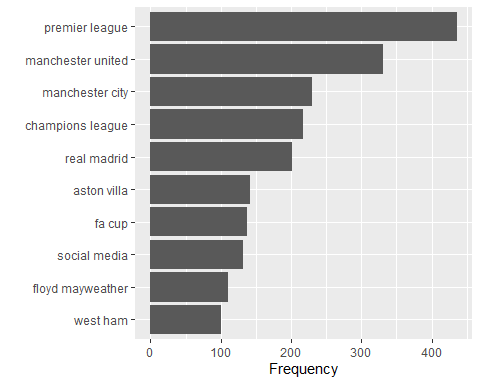 premier league
manchester united
manchester city
champions league
real madrid
aston villa
fa cup
social media
floyd mayweather
west ham
0 100 200 300 400
Frequency